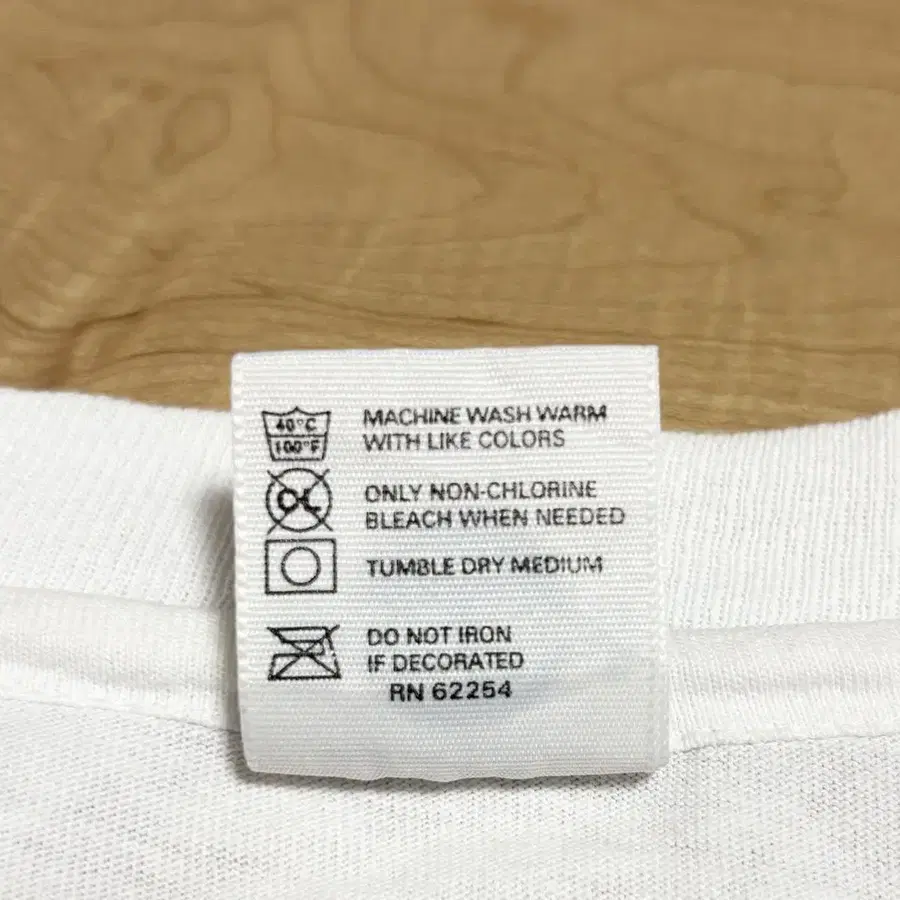 40°C
100°F
MACHINE WASH WARM
WITH LIKE COLORS
CL
ONLY NON-CHLORINE
BLEACH WHEN NEEDED
TUMBLE DRY MEDIUM
DO NOT IRON
IF DECORATED
RN 62254